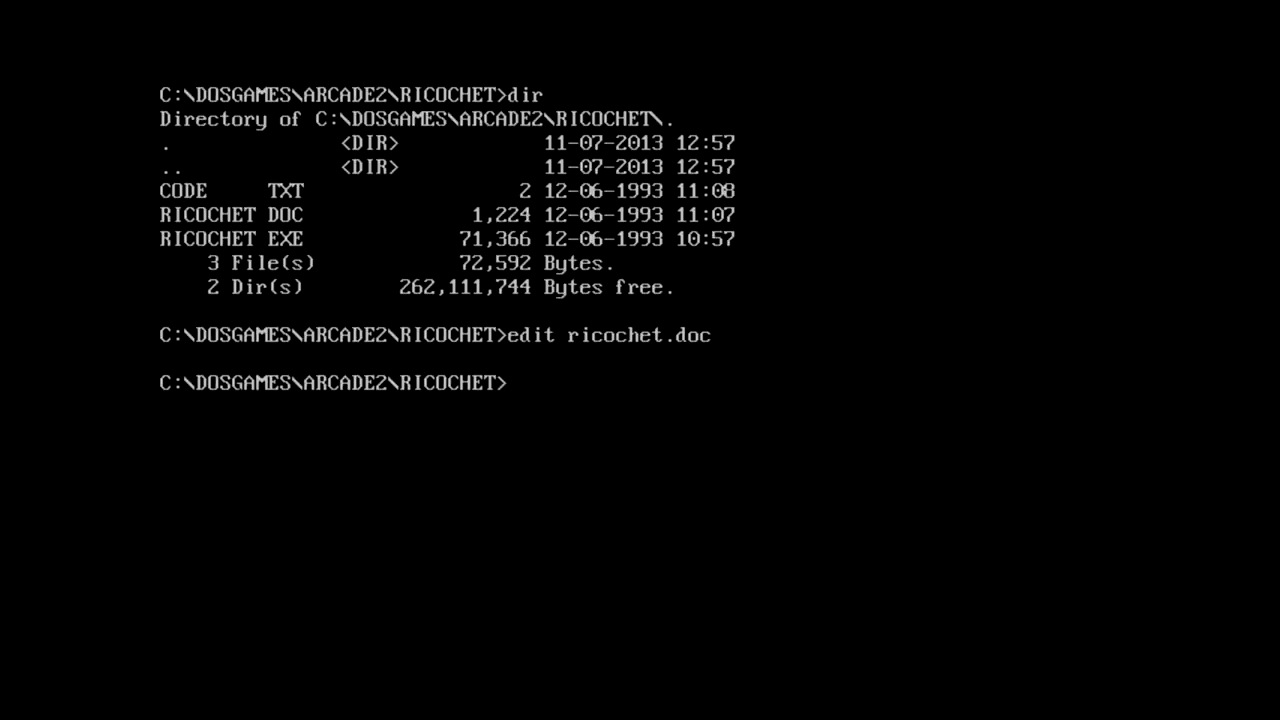 C:\DOSGAMES\ARCADE2\RICOCHET>dir
Directory of C:\DOSGAMES\ARCADE2\RICOCHET\.
.              <DIR>            11-07-2013 12:57
..             <DIR>            11-07-2013 12:57
CODE     TXT                  2 12-06-1993 11:08
RICOCHET DOC              1,224 12-06-1993 11:07
RICOCHET EXE             71,366 12-06-1993 10:57
    3 File(s)            72,592 Bytes.
    2 Dir(s)        262,111,744 Bytes free.
C:\DOSGAMES\ARCADE2\RICOCHET>edit ricochet.doc
C:\DOSGAMES\ARCADE2\RICOCHET>